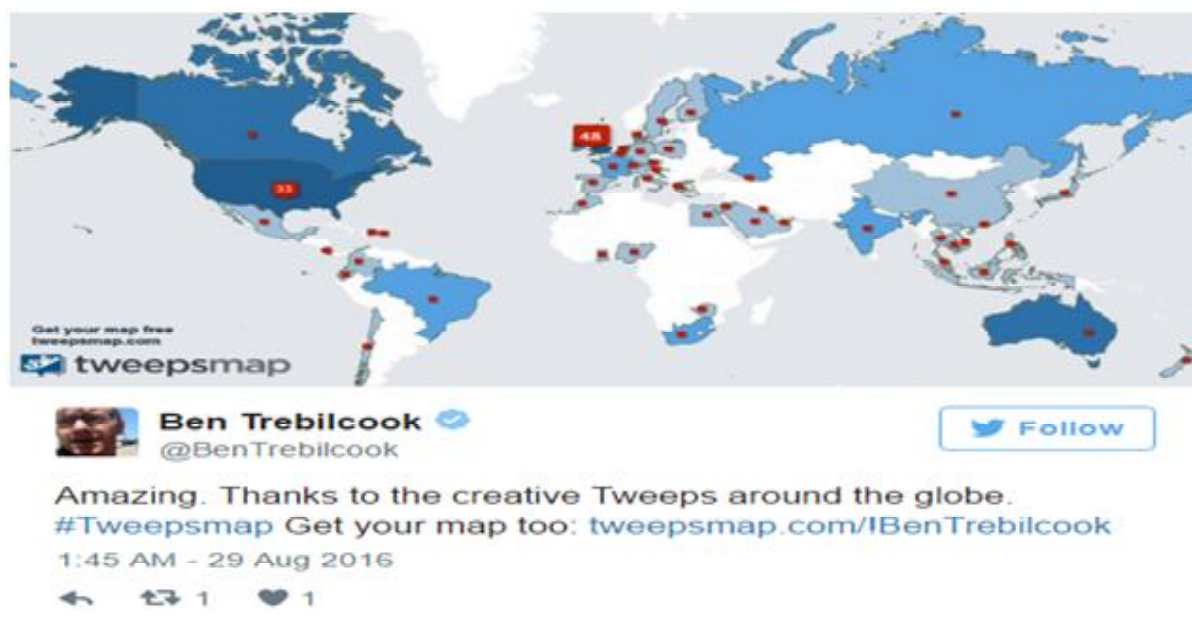 48
33
Get your map free
tweepsmap.com
tweepsmap
Ben Trebilcook
@BenTrebilcook
Follow
Amazing. Thanks to the creative Tweeps around the globe.
#Tweepsmap Get your map too: tweepsmap.com/!BenTrebilcook
1:45 AM - 29 Aug 2016
1 1